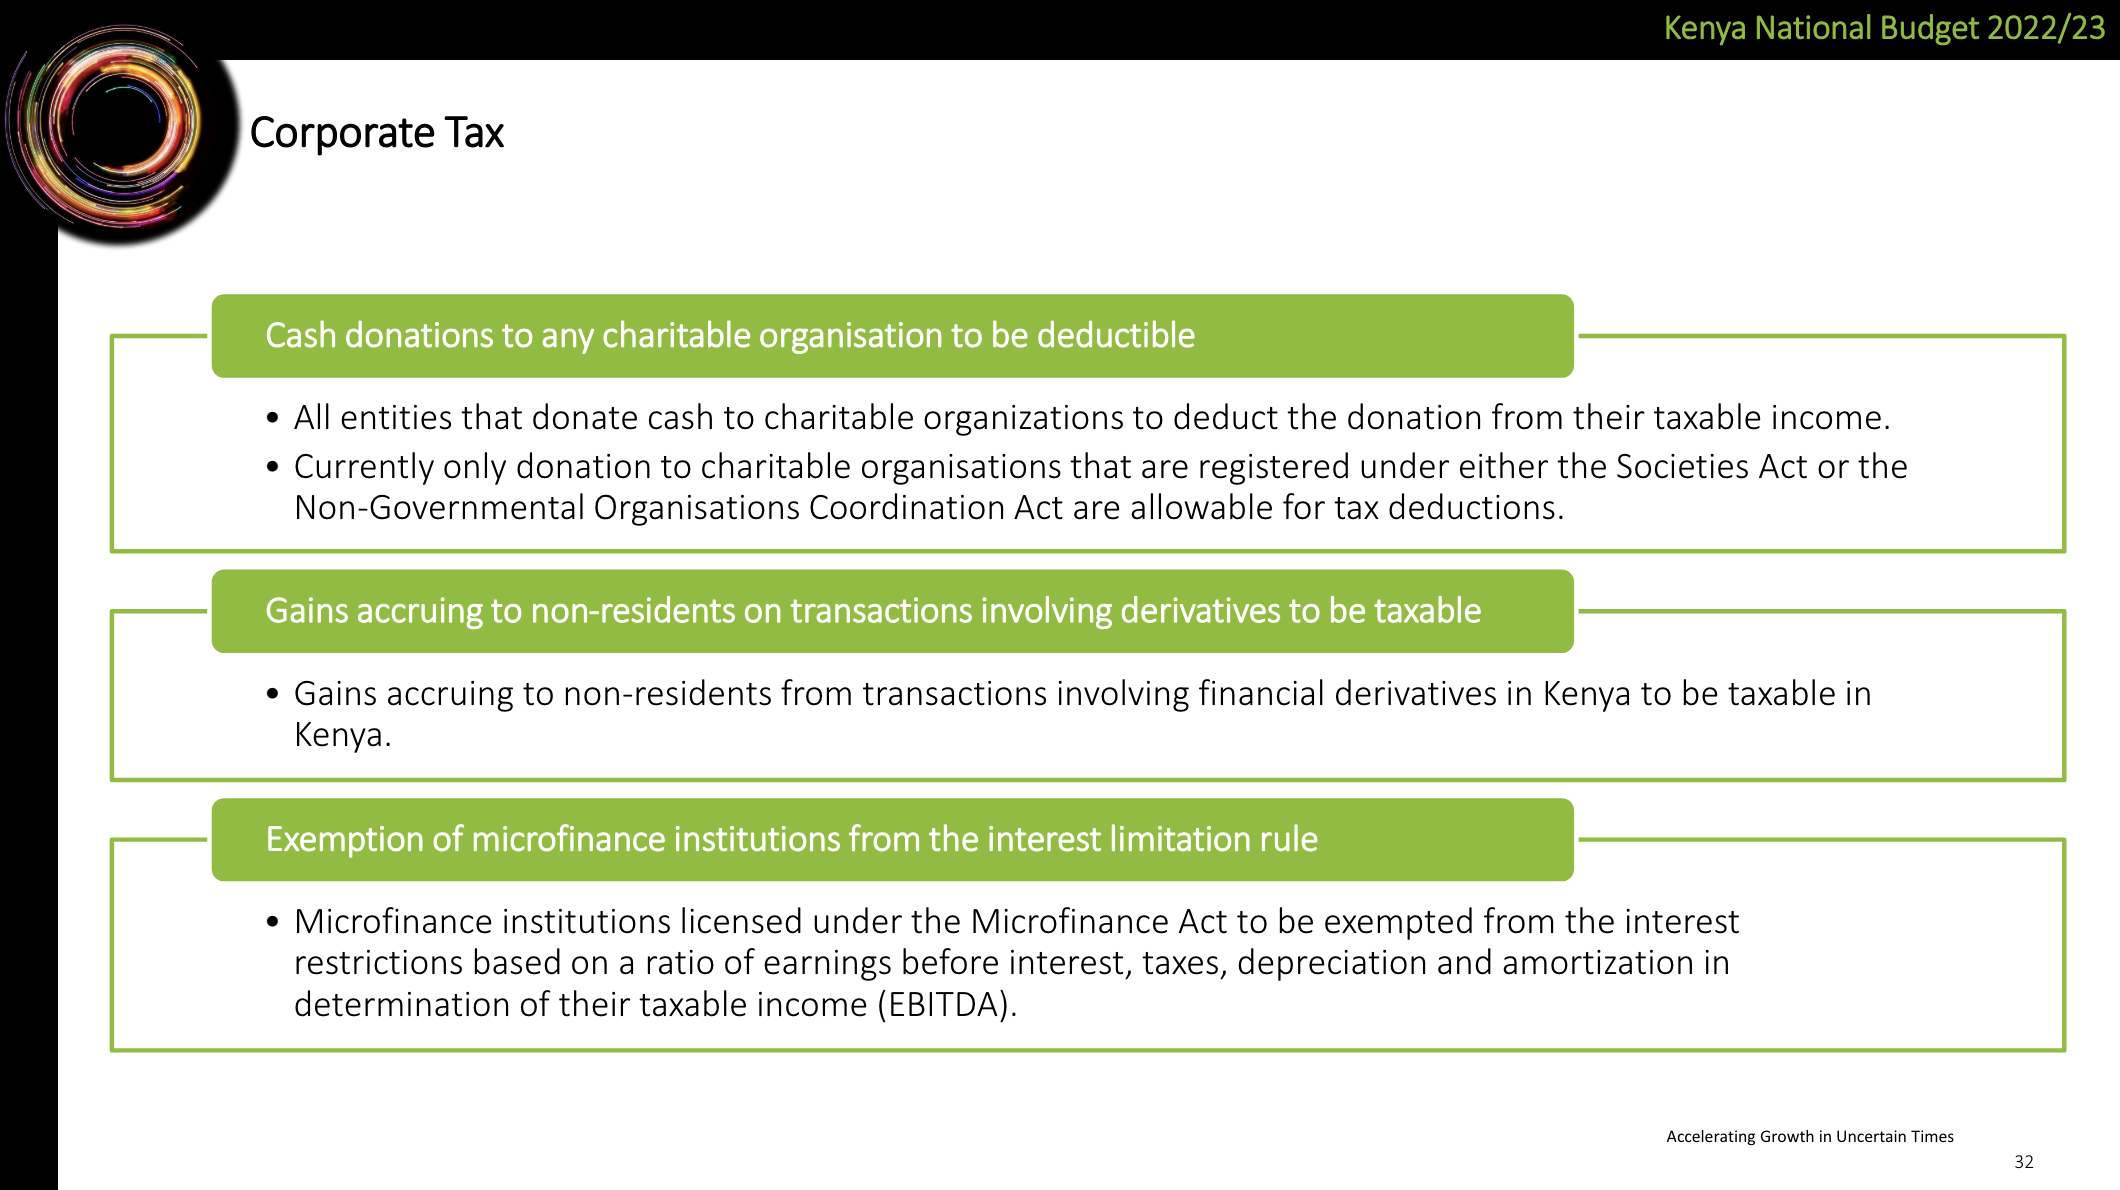 Kenya National Budget 2022/23
Corporate Tax
Cash donations to any charitable organisation to be deductible
• All entities that donate cash to charitable organizations to deduct the donation from their taxable income.
• Currently only donation to charitable organisations that are registered under either the Societies Act or the
Non-Governmental Organisations Coordination Act are allowable for tax deductions.
Gains accruing to non-residents on transactions involving derivatives to be taxable
• Gains accruing to non-residents from transactions involving financial derivatives in Kenya to be taxable in
Kenya.
Exemption of microfinance institutions from the interest limitation rule
• Microfinance institutions licensed under the Microfinance Act to be exempted from the interest
restrictions based on a ratio of earnings before interest, taxes, depreciation and amortization in
determination of their taxable income (EBITDA).
Accelerating Growth in Uncertain Times
32